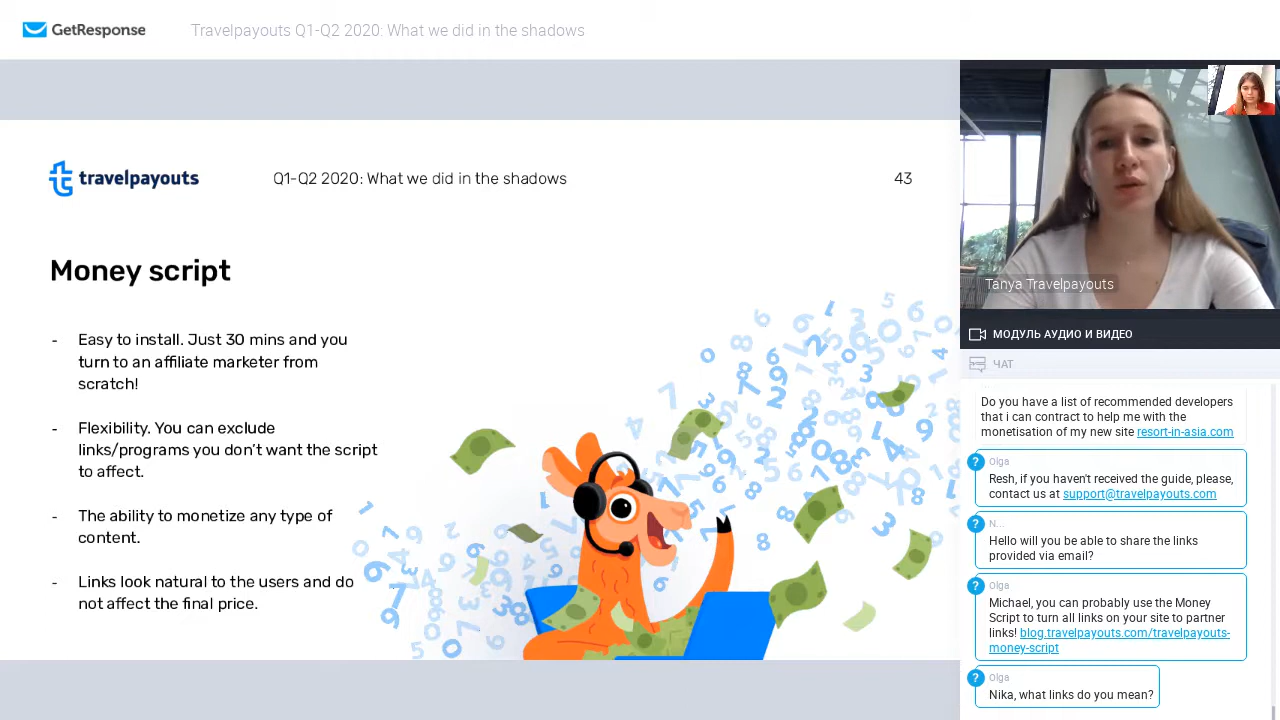 GetResponse
Travelpayouts Q1-Q2 2020: What we did in the shadows
travelpayouts
Q1-Q2 2020: What we did in the shadows
43
Money script
- Easy to install. Just 30 mins and you
turn to an affiliate marketer from
scratch!
- Flexibility. You can exclude
links/programs you don’t want the script
to affect.
- The ability to monetize any type of
content.
- Links look natural to the users and do
not affect the final price.
Tanya Travelpayouts
МОДУЛЬ АУДИО И ВИДЕО
ЧАТ
Do you have a list of recommended developers
that i can contract to help me with the
monetisation of my new site resort-in-asia.com
? Olga
Resh, if you haven't received the guide, please,
contact us at support@travelpayouts.com
? N...
Hello will you be able to share the links
provided via email?
? Olga
Michael, you can probably use the Money
Script to turn all links on your site to partner
links! blog.travelpayouts.com/travelpayouts-
money-script
? Olga
Nika, what links do you mean?